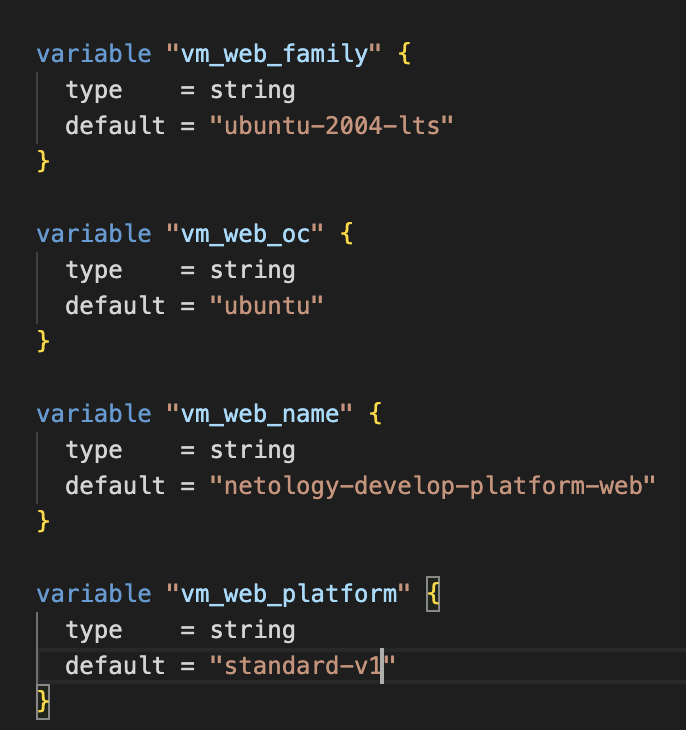 variable "vm_web_family" {
  type    = string
  default = "ubuntu-2004-lts"
}

variable "vm_web_oc" {
  type    = string
  default = "ubuntu"
}

variable "vm_web_name" {
  type    = string
  default = "netology-develop-platform-web"
}

variable "vm_web_platform" {
  type    = string
  default = "standard-v1"
}